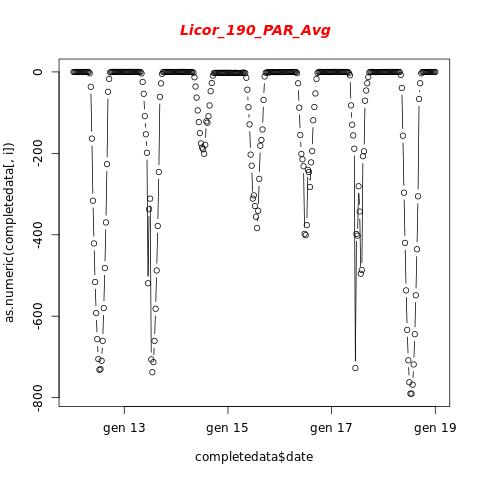 Licor_190_PAR_Avg
as.numeric(completedata[, i])
0
-200
-400
-600
-800
gen 13
gen 15
gen 17
gen 19
completedata$date